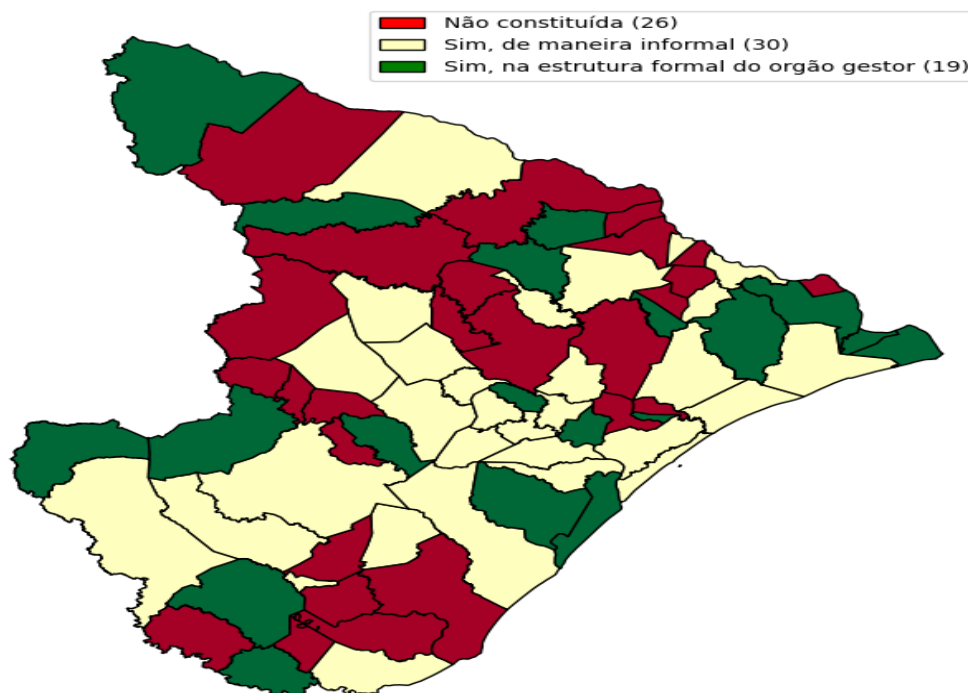 Não constituída (26)
Sim, de maneira informal (30)
Sim, na estrutura formal do orgão gestor (19)